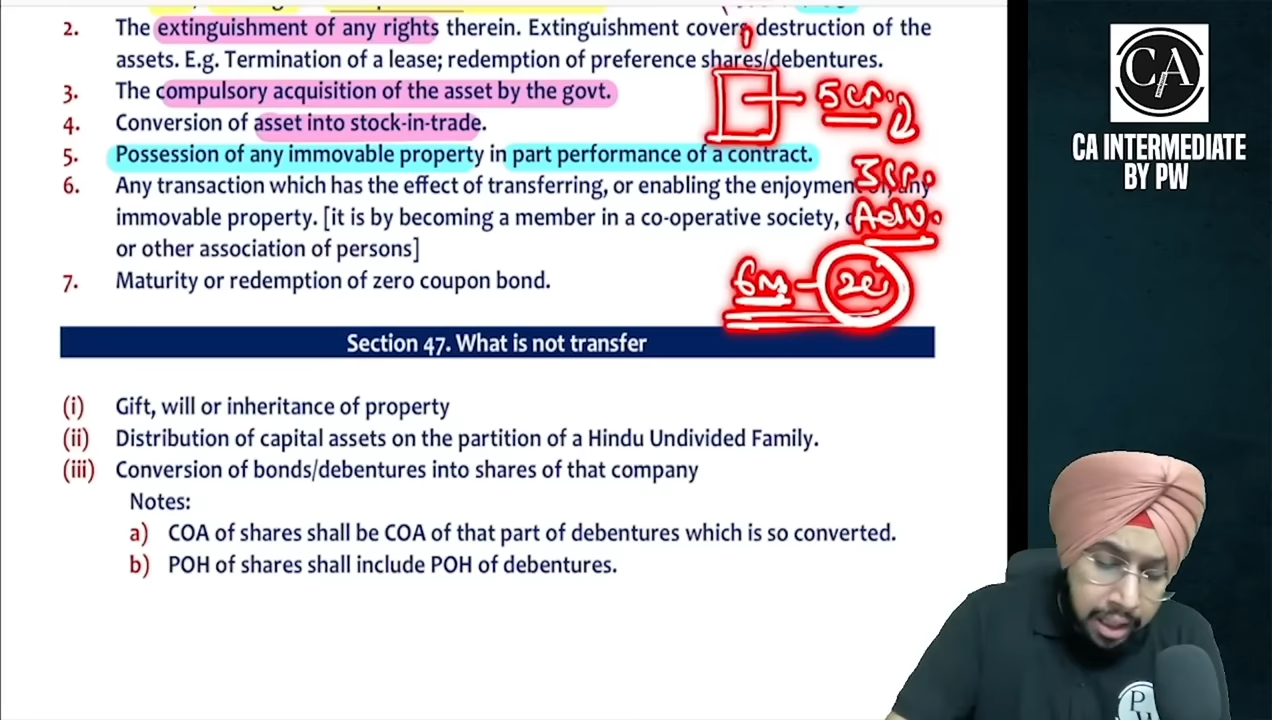 2. The extinguishment of any rights therein. Extinguishment covers destruction of the
assets. E.g. Termination of a lease; redemption of preference shares/debentures.
3. The compulsory acquisition of the asset by the govt.
4. Conversion of asset into stock-in-trade.
5. Possession of any immovable property in part performance of a contract.
6. Any transaction which has the effect of transferring, or enabling the enjoyment any
immovable property. [it is by becoming a member in a co-operative society,
or other association of persons]
7. Maturity or redemption of zero coupon bond.
5 cr.
3 cr.
Adv.
6M - 2c
Section 47. What is not transfer
(i) Gift, will or inheritance of property
(ii) Distribution of capital assets on the partition of a Hindu Undivided Family.
(iii) Conversion of bonds/debentures into shares of that company
Notes:
a) COA of shares shall be COA of that part of debentures which is so converted.
b) POH of shares shall include POH of debentures.
CA
CA INTERMEDIATE
BY PW
P